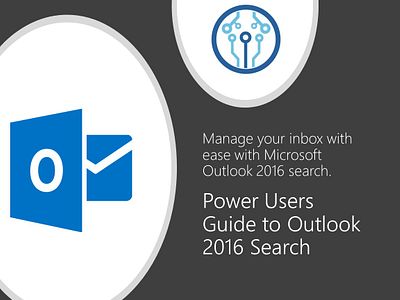 Manage your inbox with
ease with Microsoft
Outlook 2016 search.
Power Users
Guide to Outlook
2016 Search
O